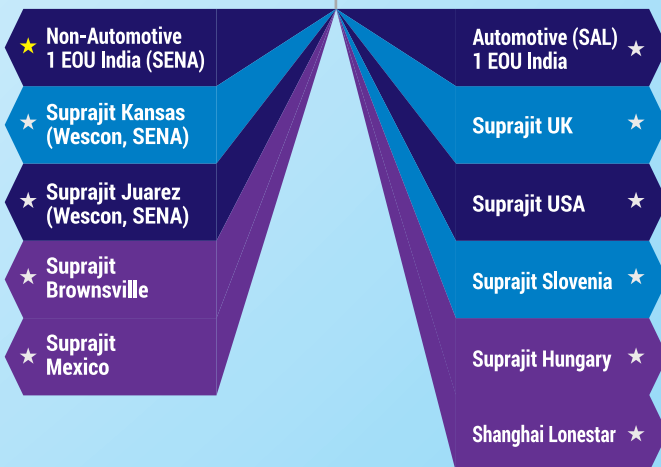 Non-Automotive
1 EOU India (SENA)
Suprajit Kansas
(Wescon, SENA)
Suprajit Juarez
(Wescon, SENA)
Suprajit
Brownsville
Suprajit
Mexico
Automotive (SAL)
1 EOU India
Suprajit UK
Suprajit USA
Suprajit Slovenia
Suprajit Hungary
Shanghai Lonestar